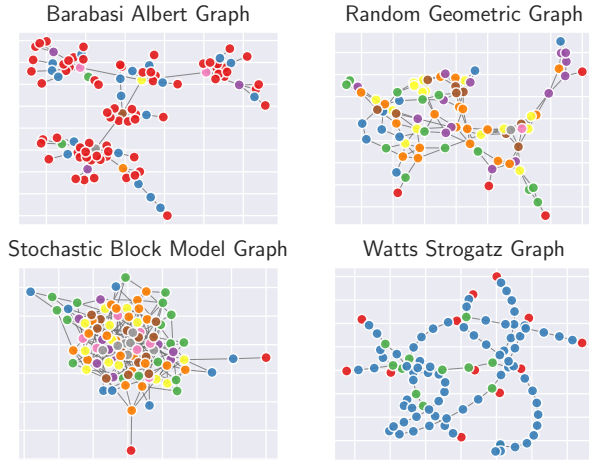 Barabasi Albert Graph
Random Geometric Graph
Stochastic Block Model Graph
Watts Strogatz Graph